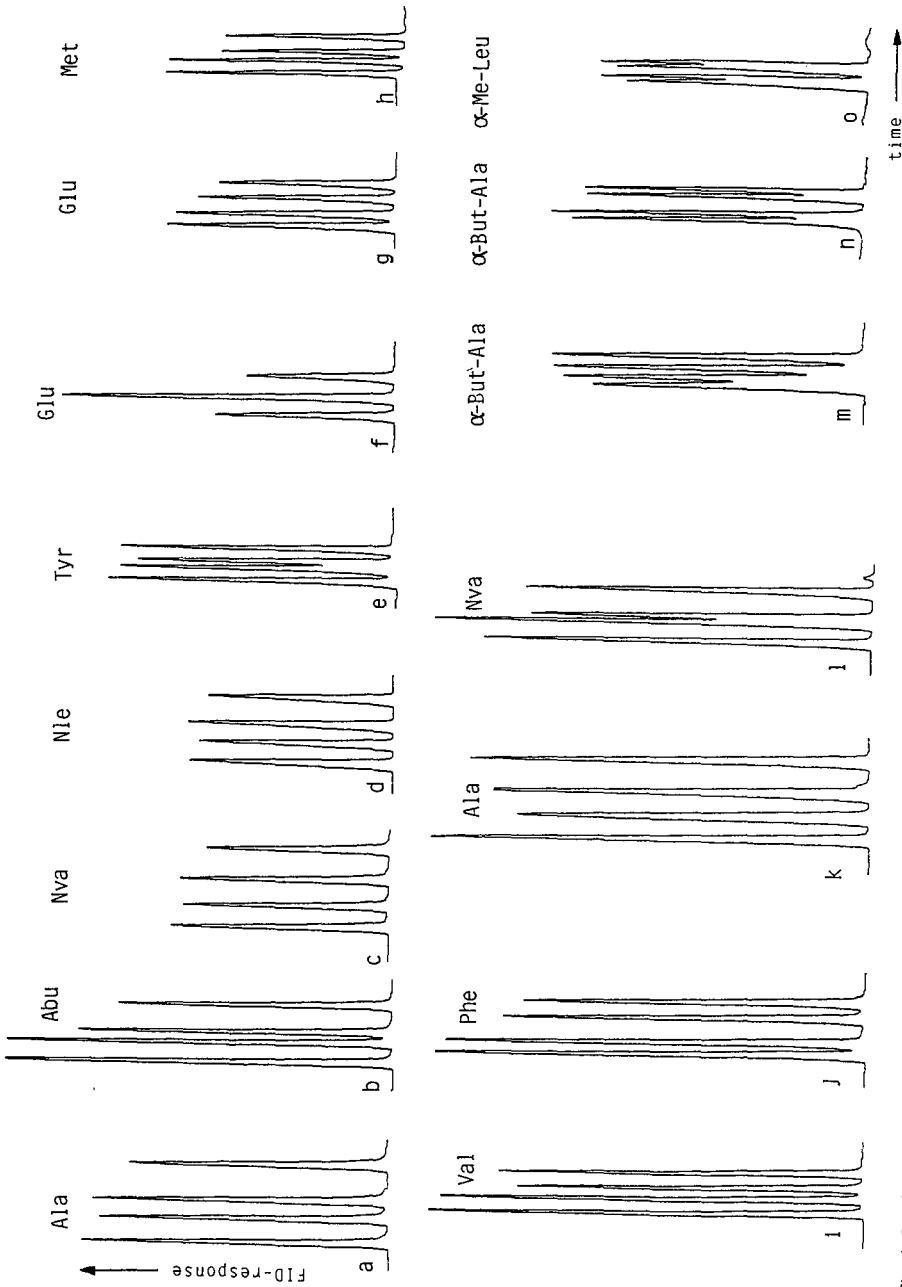 Ala
a
Abu
b
Nva
c
Nle
d
Tyr
e
Glu
f
Glu
g
Met
h
FID-response
Val
i
Phe
j
Ala
k
Nva
l
α-But'-Ala
m
α-But-Ala
n
α-Me-Leu
o
time